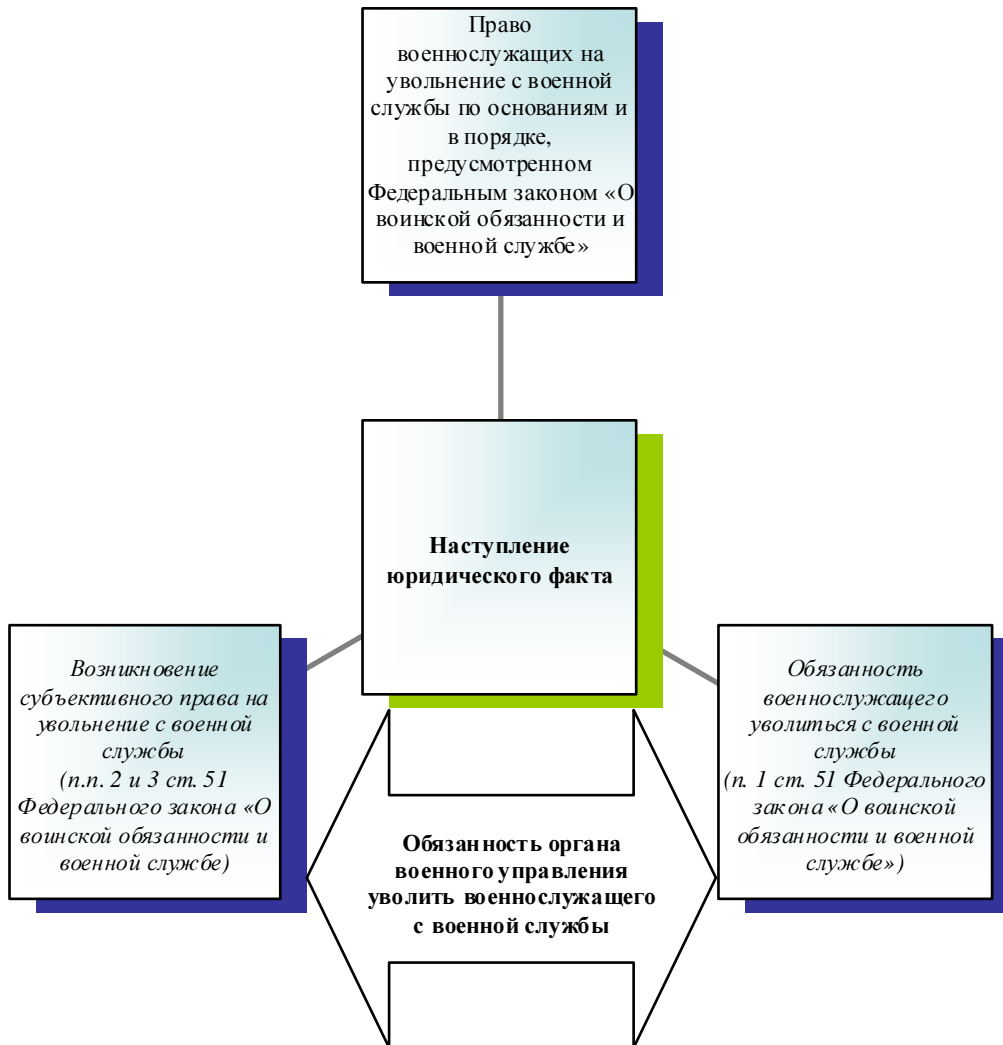 Право
военнослужащих на
увольнение с военной
службы по основаниям и
в порядке,
предусмотренном
Федеральным законом «О
воинской обязанности и
военной службе»
Наступление
юридического факта
Возникновение
субъективного права на
увольнение с военной
службы
(п.п. 2 и 3 ст. 51
Федерального закона «О
воинской обязанности и
военной службе)
Обязанность
военнослужащего
уволиться с военной
службы
(п. 1 ст. 51 Федерального
закона «О воинской
обязанности и военной
службе»)
Обязанность органа
военного управления
уволить военнослужащего
с военной службы